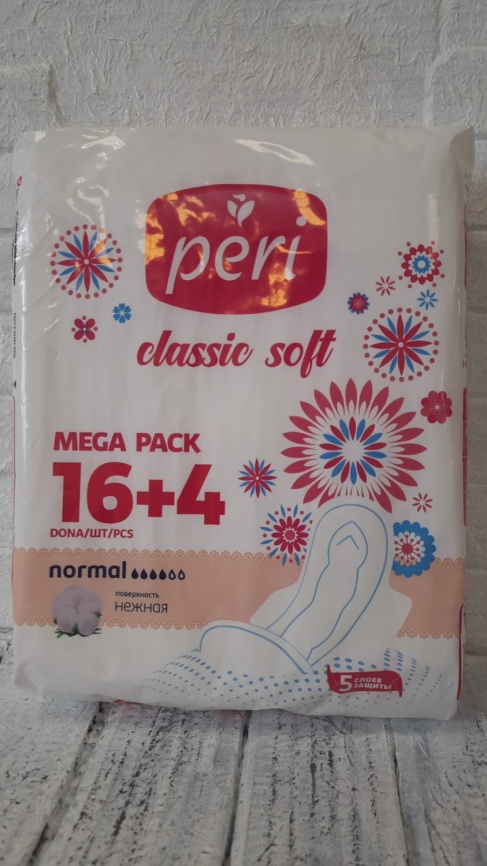 peri
classic soft
MEGA PACK
16+4
DONA/ШТ/PCS
normal
поверхность
нежная
5 СЛОЕВ
ЗАЩИТЫ